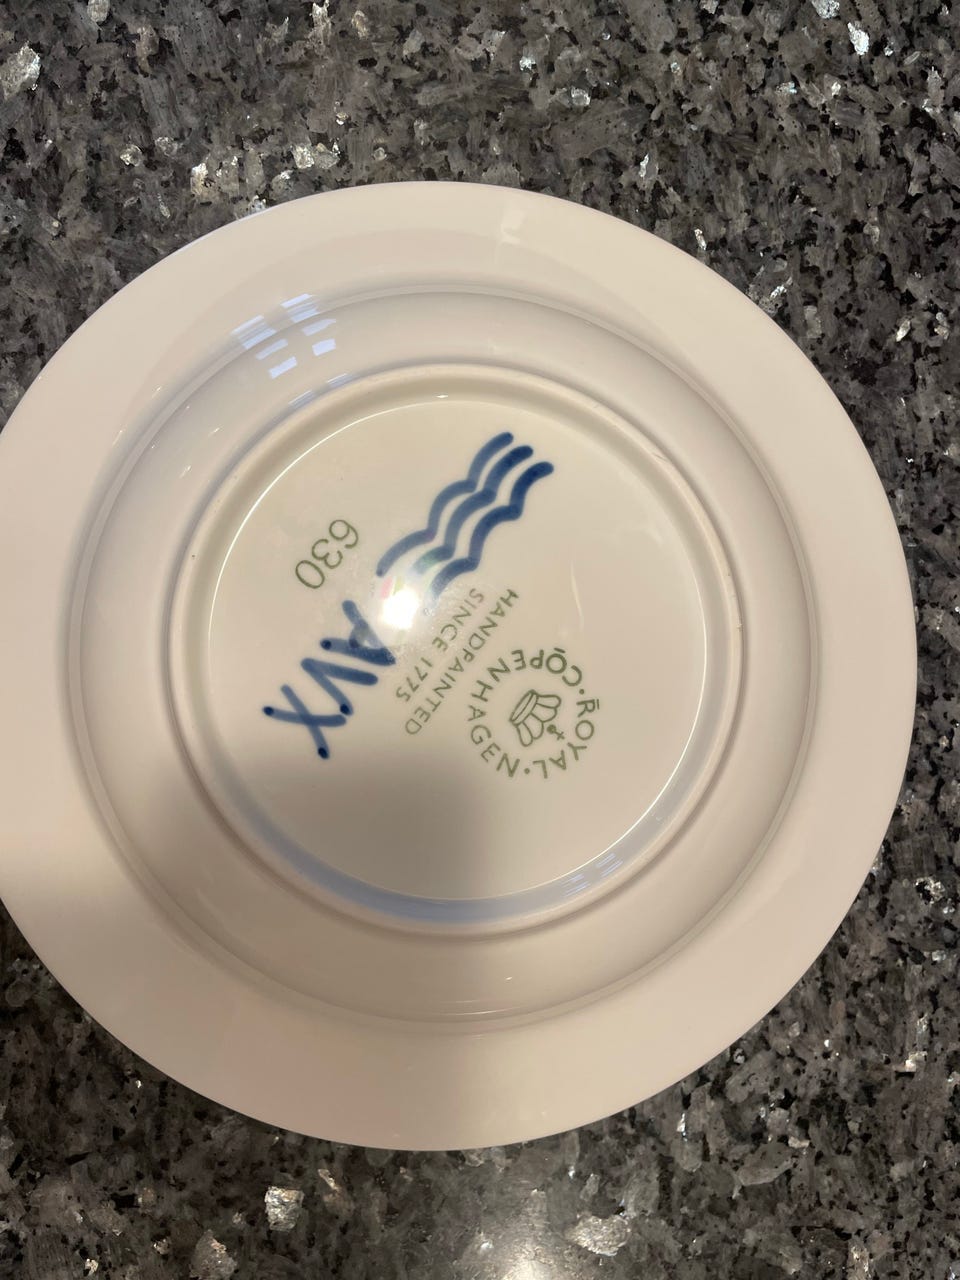 ·ROYAL·COPENHAGEN
HANDPAINTED
SINCE 1775
630